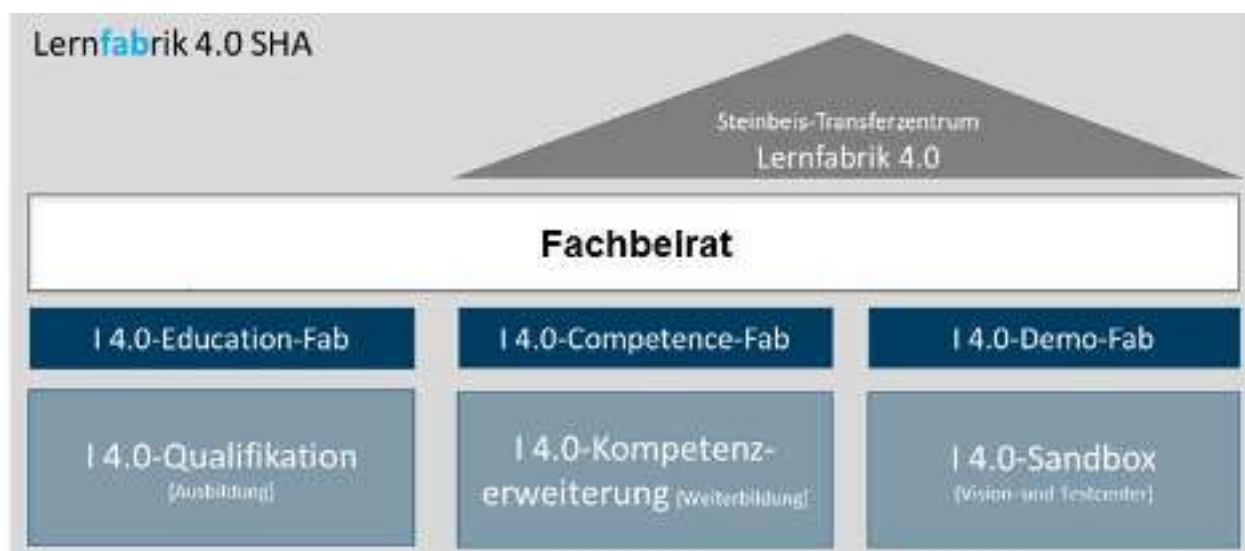 Lernfabrik 4.0 SHA
Steinbeis-Transferzentrum
Lernfabrik 4.0
Fachbeirat
I 4.0-Education-Fab
I 4.0-Competence-Fab
I 4.0-Demo-Fab
I 4.0-Qualifikation
(Ausbildung)
I 4.0-Kompetenz-
erweiterung (Weiterbildung)
I 4.0-Sandbox
(Vision- und Testcenter)